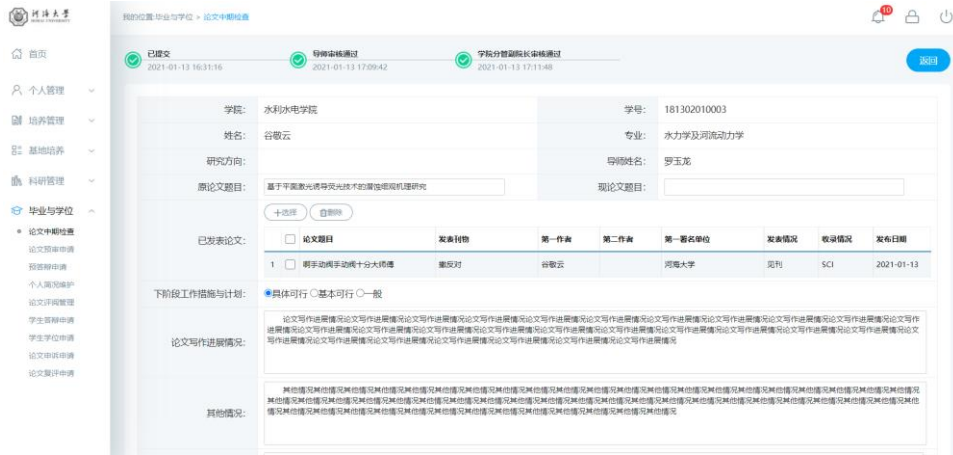 河海大学
我的位置:毕业与学位 > 论文中期检查
10
首页
个人管理
培养管理
基地培养
科研管理
毕业与学位
论文中期检查
论文预审申请
预答辩申请
个人简况维护
论文评阅管理
学生答辩申请
学生学位申请
论文申诉申请
论文复评申请
已提交
2021-01-13 16:31:16
导师审核通过
2021-01-13 17:09:42
学院分管副院长审核通过
2021-01-13 17:11:48
返回
学院: 水利水电学院 学号: 181302010003
姓名: 谷敬云 专业: 水力学及河流动力学
研究方向: 导师姓名: 罗玉龙
原论文题目: 基于平面激光诱导荧光技术的潜蚀细观机理研究 现论文题目:
已发表论文:
+选择 删除
论文题目 发表刊物 第一作者 第二作者 第一署名单位 发表情况 收录情况 发布日期
1 啊手动阀手动阀十分大师傅 撒反对 谷敬云 河海大学 见刊 SCI 2021-01-13
下阶段工作措施与计划: 具体可行 基本可行 一般
论文写作进展情况:
论文写作进展情况论文写作进展情况论文写作进展情况论文写作进展情况论文写作进展情况论文写作进展情况论文写作进展情况论文写作
进展情况论文写作进展情况论文写作进展情况论文写作进展情况论文写作进展情况论文写作进展情况论文写作进展情况论文写作进展情况论文
写作进展情况论文写作进展情况论文写作进展情况论文写作进展情况论文写作进展情况论文写作进展情况
其他情况:
其他情况其他情况其他情况其他情况其他情况其他情况其他情况其他情况其他情况其他情况其他情况其他情况其他情况其他情况其他情况
其他情况其他情况其他情况其他情况其他情况其他情况其他情况其他情况其他情况其他情况其他情况其他情况其他情况其他情况其他情况其他
情况其他情况其他情况其他情况其他情况其他情况其他情况其他情况其他情况其他情况